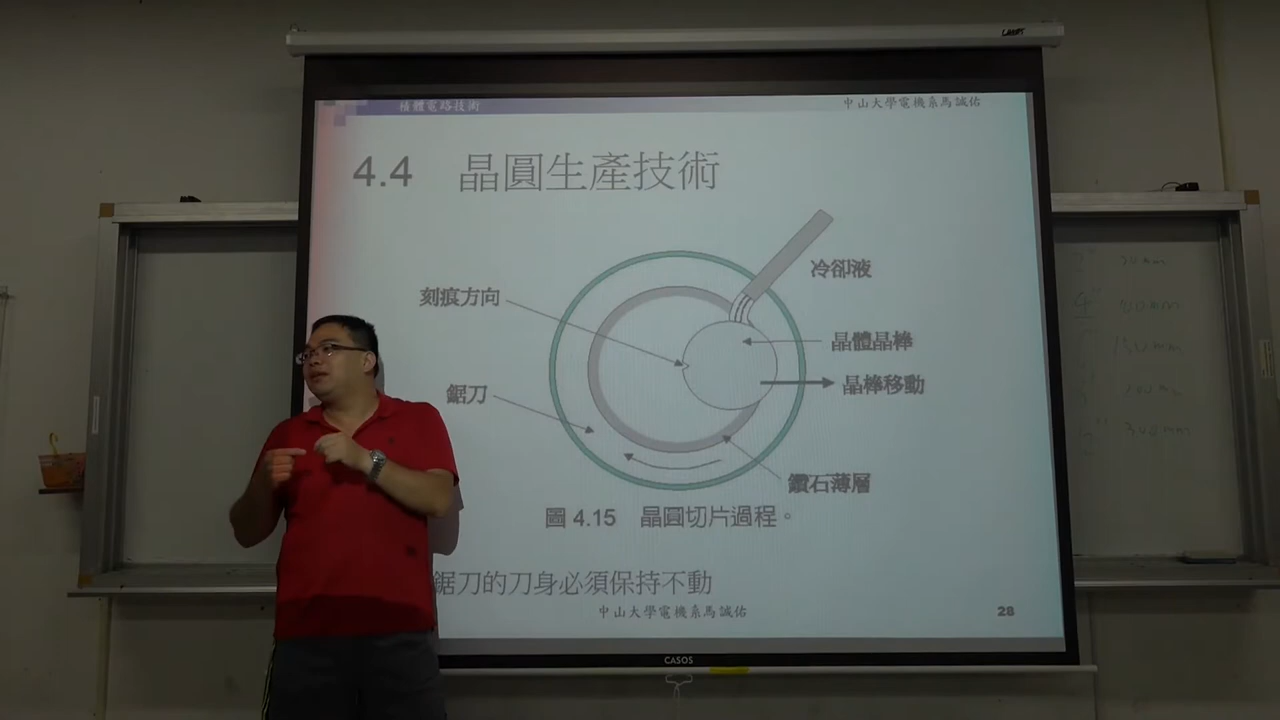 積體電路技術
中山大學電機系馬誠佑
4.4 晶圓生產技術
冷卻液
刻痕方向
晶體晶棒
晶棒移動
鋸刀
鑽石薄層
圖 4.15 晶圓切片過程。
鋸刀的刀身必須保持不動
中山大學電機系馬誠佑
28
CASOS